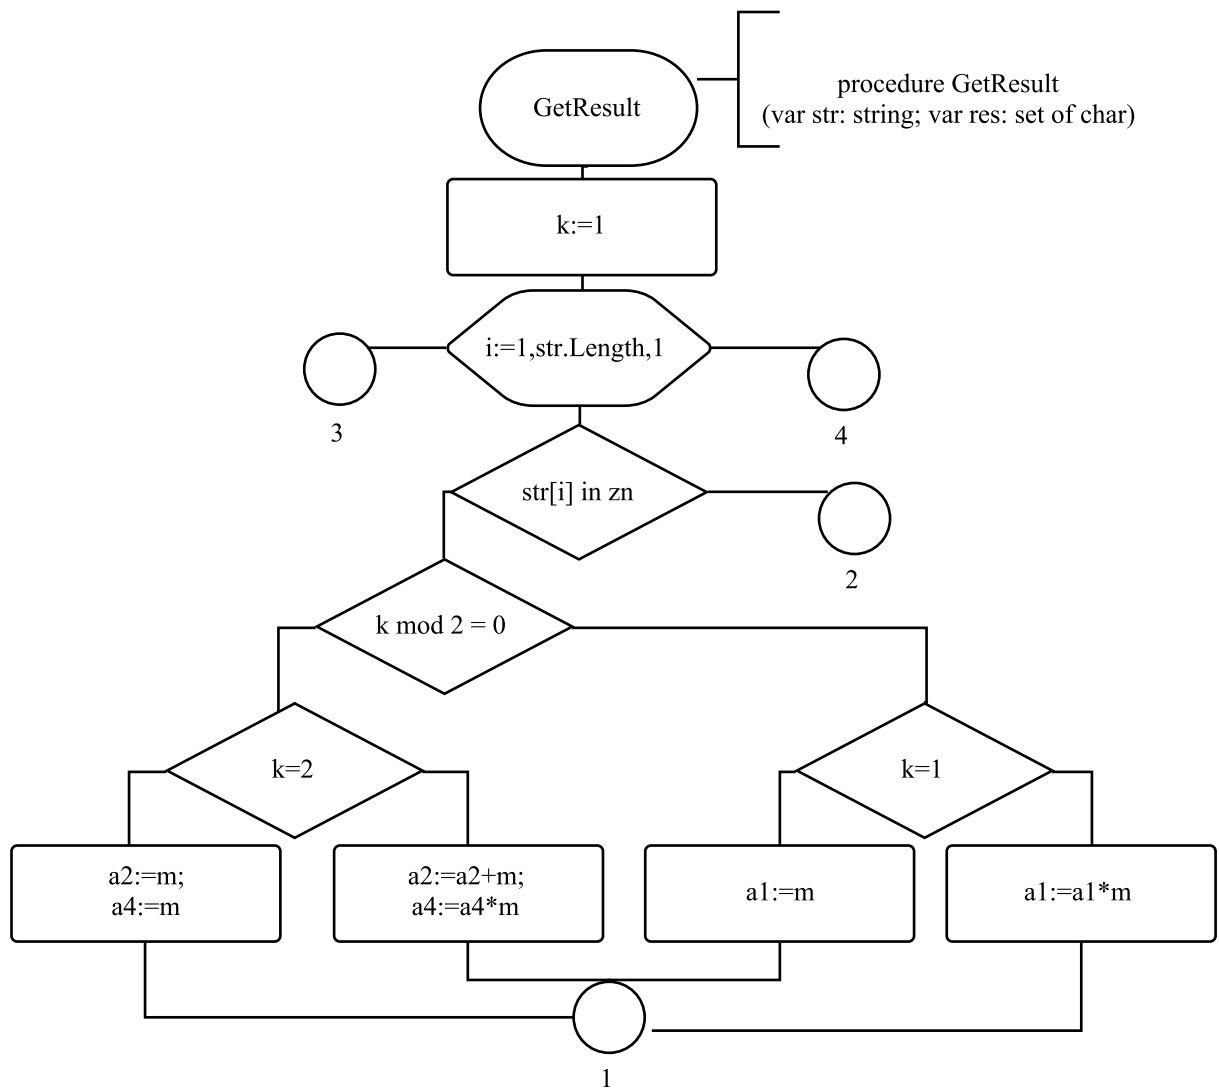 GetResult
procedure GetResult
(var str: string; var res: set of char)
k:=1
i:=1,str.Length,1
3
4
str[i] in zn
2
k mod 2 = 0
k=2
k=1
a2:=m;
a4:=m
a2:=a2+m;
a4:=a4*m
a1:=m
a1:=a1*m
1